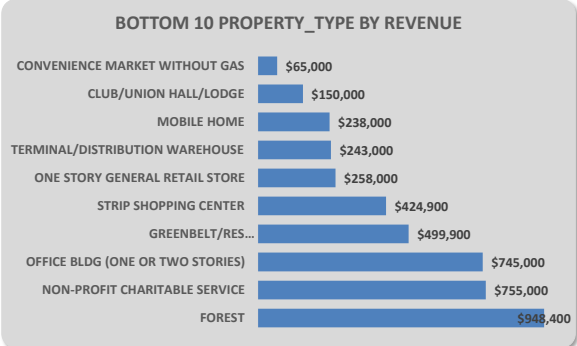 BOTTOM 10 PROPERTY_TYPE BY REVENUE
CONVENIENCE MARKET WITHOUT GAS $65,000
CLUB/UNION HALL/LODGE $150,000
MOBILE HOME $238,000
TERMINAL/DISTRIBUTION WAREHOUSE $243,000
ONE STORY GENERAL RETAIL STORE $258,000
STRIP SHOPPING CENTER $424,900
GREENBELT/RES... $499,900
OFFICE BLDG (ONE OR TWO STORIES) $745,000
NON-PROFIT CHARITABLE SERVICE $755,000
FOREST $948,400